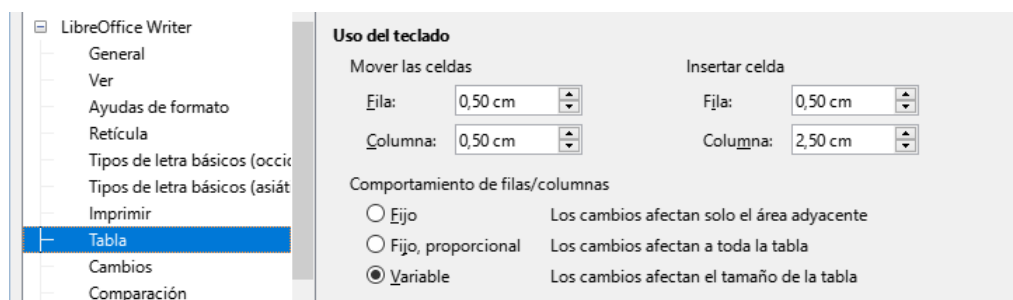 LibreOffice Writer
General
Ver
Ayudas de formato
Retícula
Tipos de letra básicos (occid
Tipos de letra básicos (asiát
Imprimir
Tabla
Cambios
Comparación
Uso del teclado
Mover las celdas
Fila: 0,50 cm
Columna: 0,50 cm
Insertar celda
Fila: 0,50 cm
Columna: 2,50 cm
Comportamiento de filas/columnas
Fijo Los cambios afectan solo el área adyacente
Fijo, proporcional Los cambios afectan a toda la tabla
Variable Los cambios afectan el tamaño de la tabla